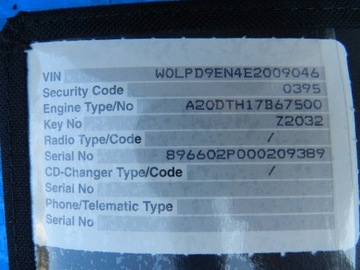 VIN W0LPD9EN4E2009046
Security Code 0395
Engine Type/No A20DTH17B67500
Key No Z2032
Radio Type/Code /
Serial No 896602P000209389
CD-Changer Type/Code /
Serial No
Phone/Telematic Type
Serial No